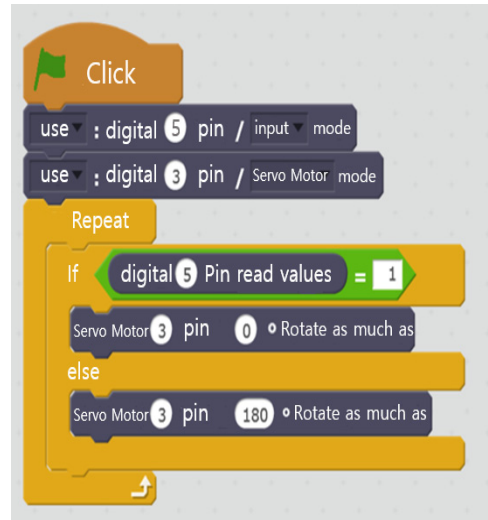 Click
use : digital 5 pin / input mode
use : digital 3 pin / Servo Motor mode
Repeat
If digital 5 Pin read values = 1
Servo Motor 3 pin 0 ° Rotate as much as
else
Servo Motor 3 pin 180 ° Rotate as much as